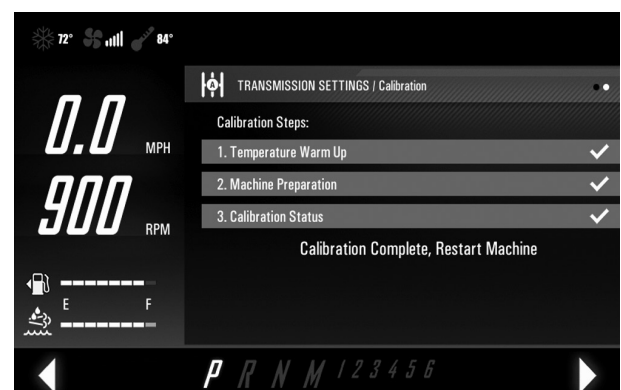 72° 84°
TRANSMISSION SETTINGS / Calibration
Calibration Steps:
0.0 MPH
1. Temperature Warm Up
2. Machine Preparation
900 RPM
3. Calibration Status
Calibration Complete, Restart Machine
E F
P R N M 1 2 3 4 5 6